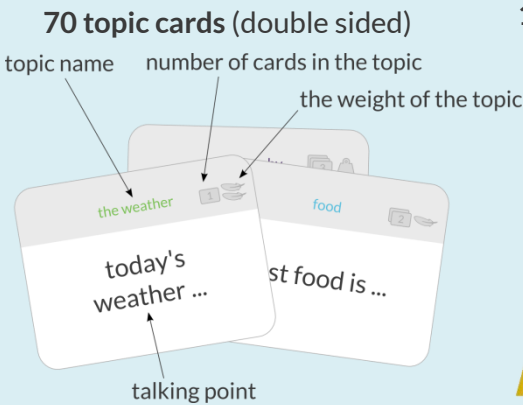 70 topic cards (double sided)
topic name
number of cards in the topic
the weight of the topic
the weather
1
today's
weather ...
food
2
food is ...
talking point